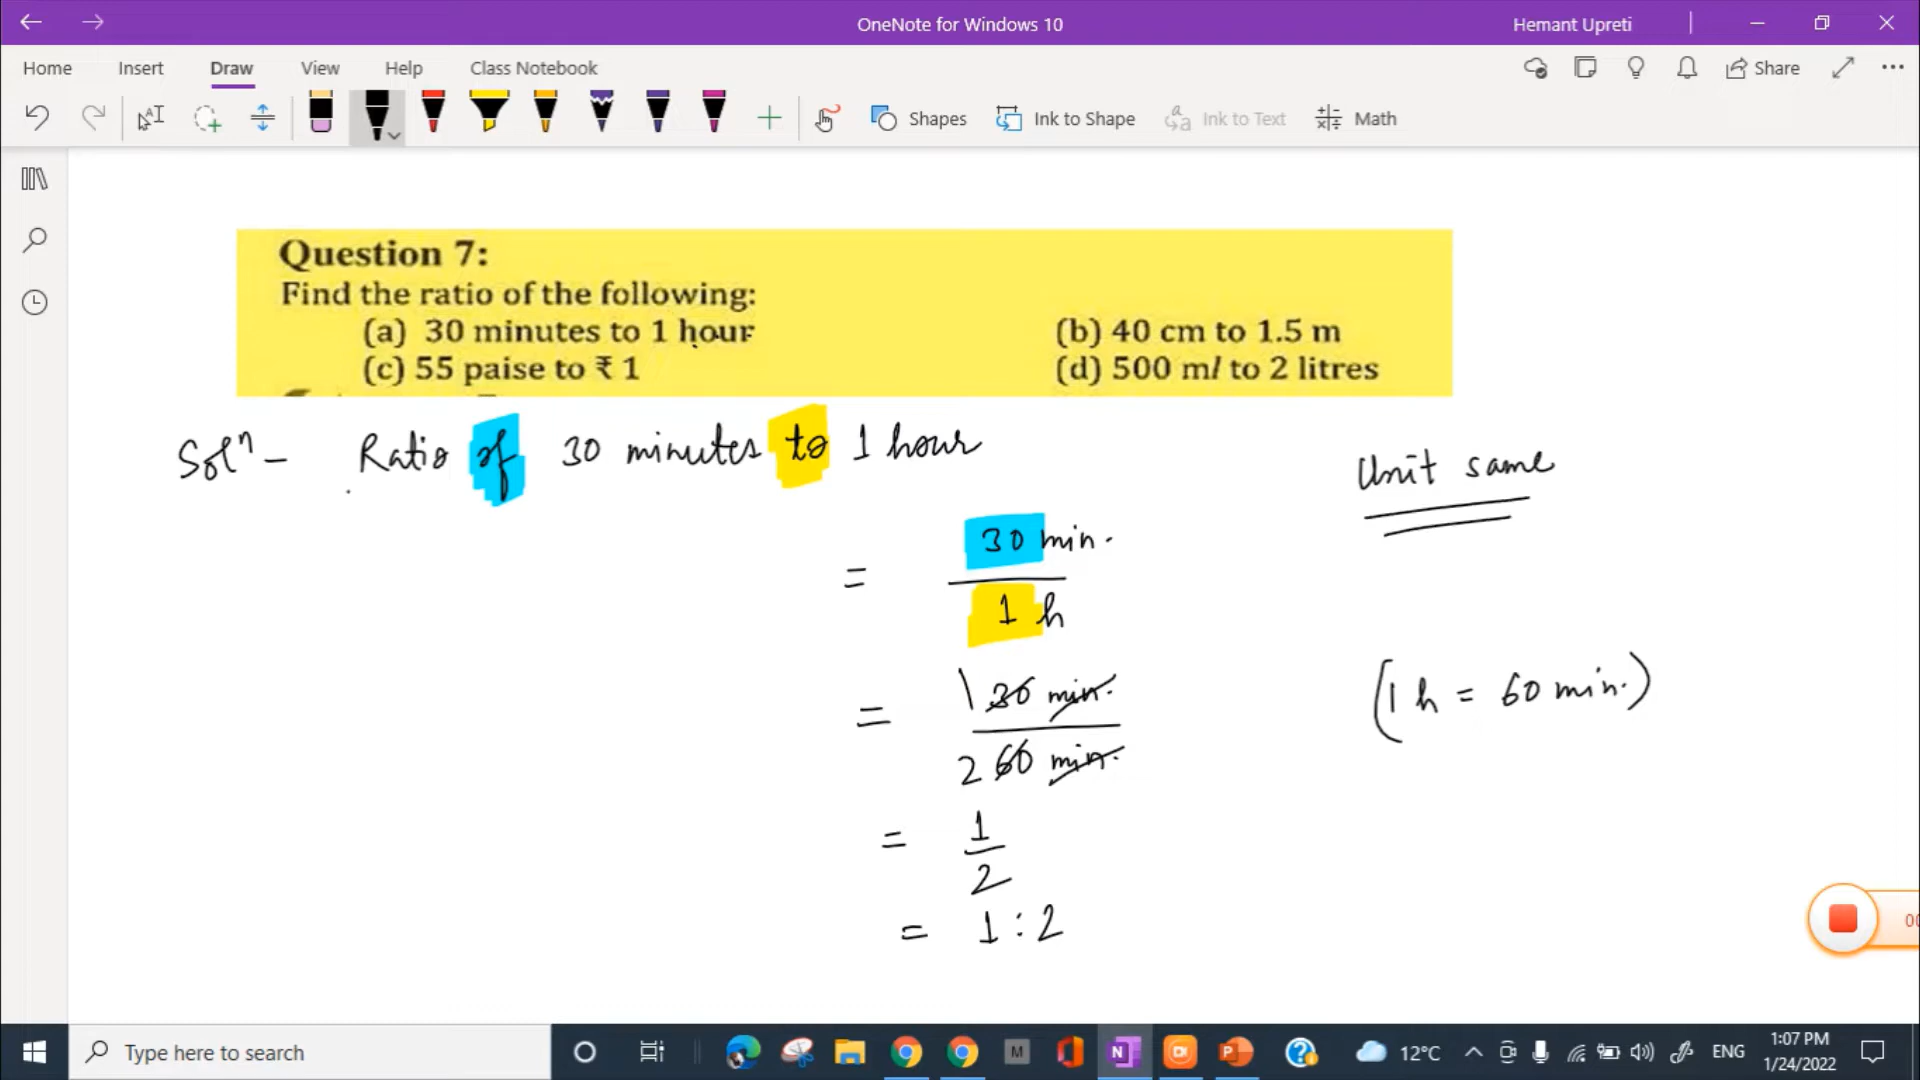 OneNote for Windows 10
Hemant Upreti
Home Insert Draw View Help Class Notebook Share
Shapes Ink to Shape Ink to Text Math
Question 7:
Find the ratio of the following:
(a) 30 minutes to 1 hour (b) 40 cm to 1.5 m
(c) 55 paise to ₹ 1 (d) 500 ml to 2 litres
Solⁿ - Ratio of 30 minutes to 1 hour
Unit same
= 30 min. / 1 h
= 1 30 min. / 2 60 min.
(1 h = 60 min.)
= 1/2
= 1 : 2
Type here to search
12°C
ENG
1:07 PM
1/24/2022